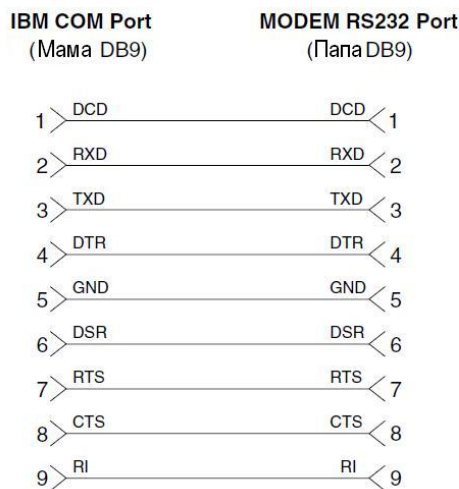 IBM COM Port MODEM RS232 Port
(Мама DB9) (Папа DB9)
1 DCD DCD 1
2 RXD RXD 2
3 TXD TXD 3
4 DTR DTR 4
5 GND GND 5
6 DSR DSR 6
7 RTS RTS 7
8 CTS CTS 8
9 RI RI 9